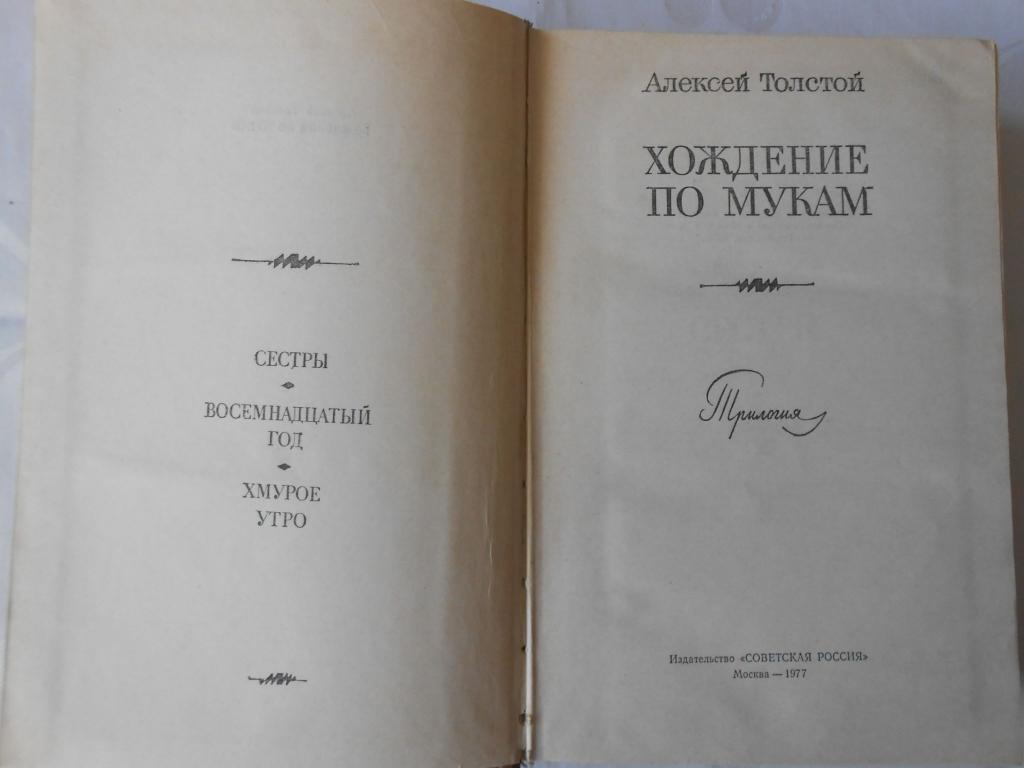 СЕСТРЫ
ВОСЕМНАДЦАТЫЙ
ГОД
ХМУРОЕ
УТРО
Алексей Толстой
ХОЖДЕНИЕ
ПО МУКАМ
Трилогия
Издательство «СОВЕТСКАЯ РОССИЯ»
Москва — 1977